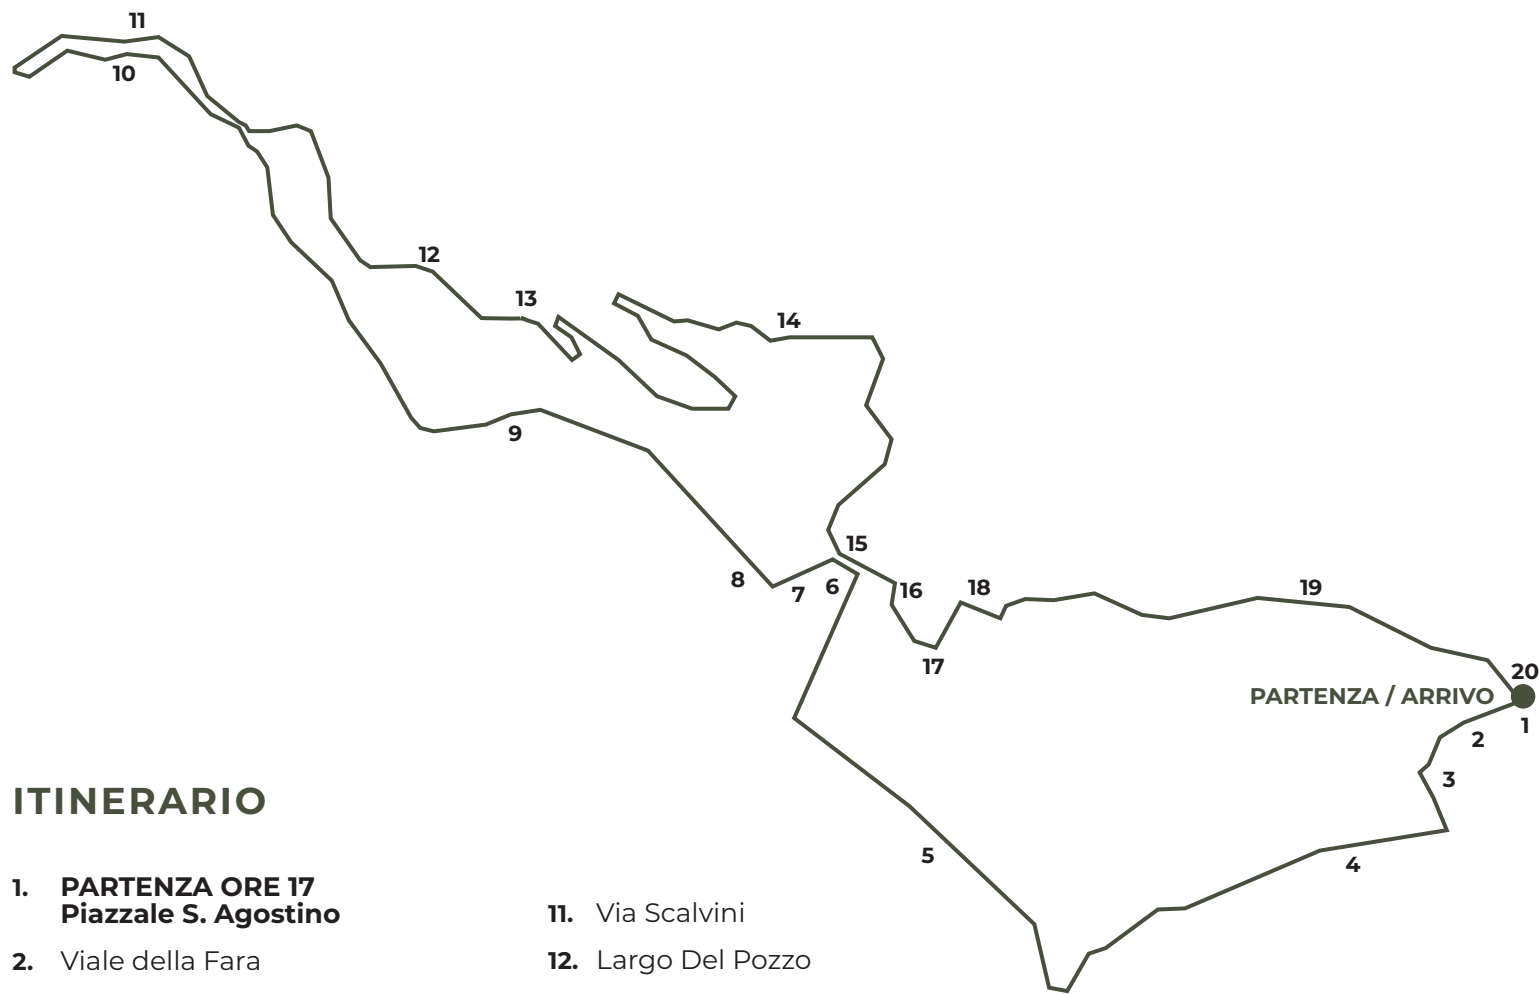 11
10
12
13
14
9
15
8
7
6
16
18
19
17
20
PARTENZA / ARRIVO
1
2
3
5
4
ITINERARIO
1. PARTENZA ORE 17
Piazzale S. Agostino
2. Viale della Fara
11. Via Scalvini
12. Largo Del Pozzo